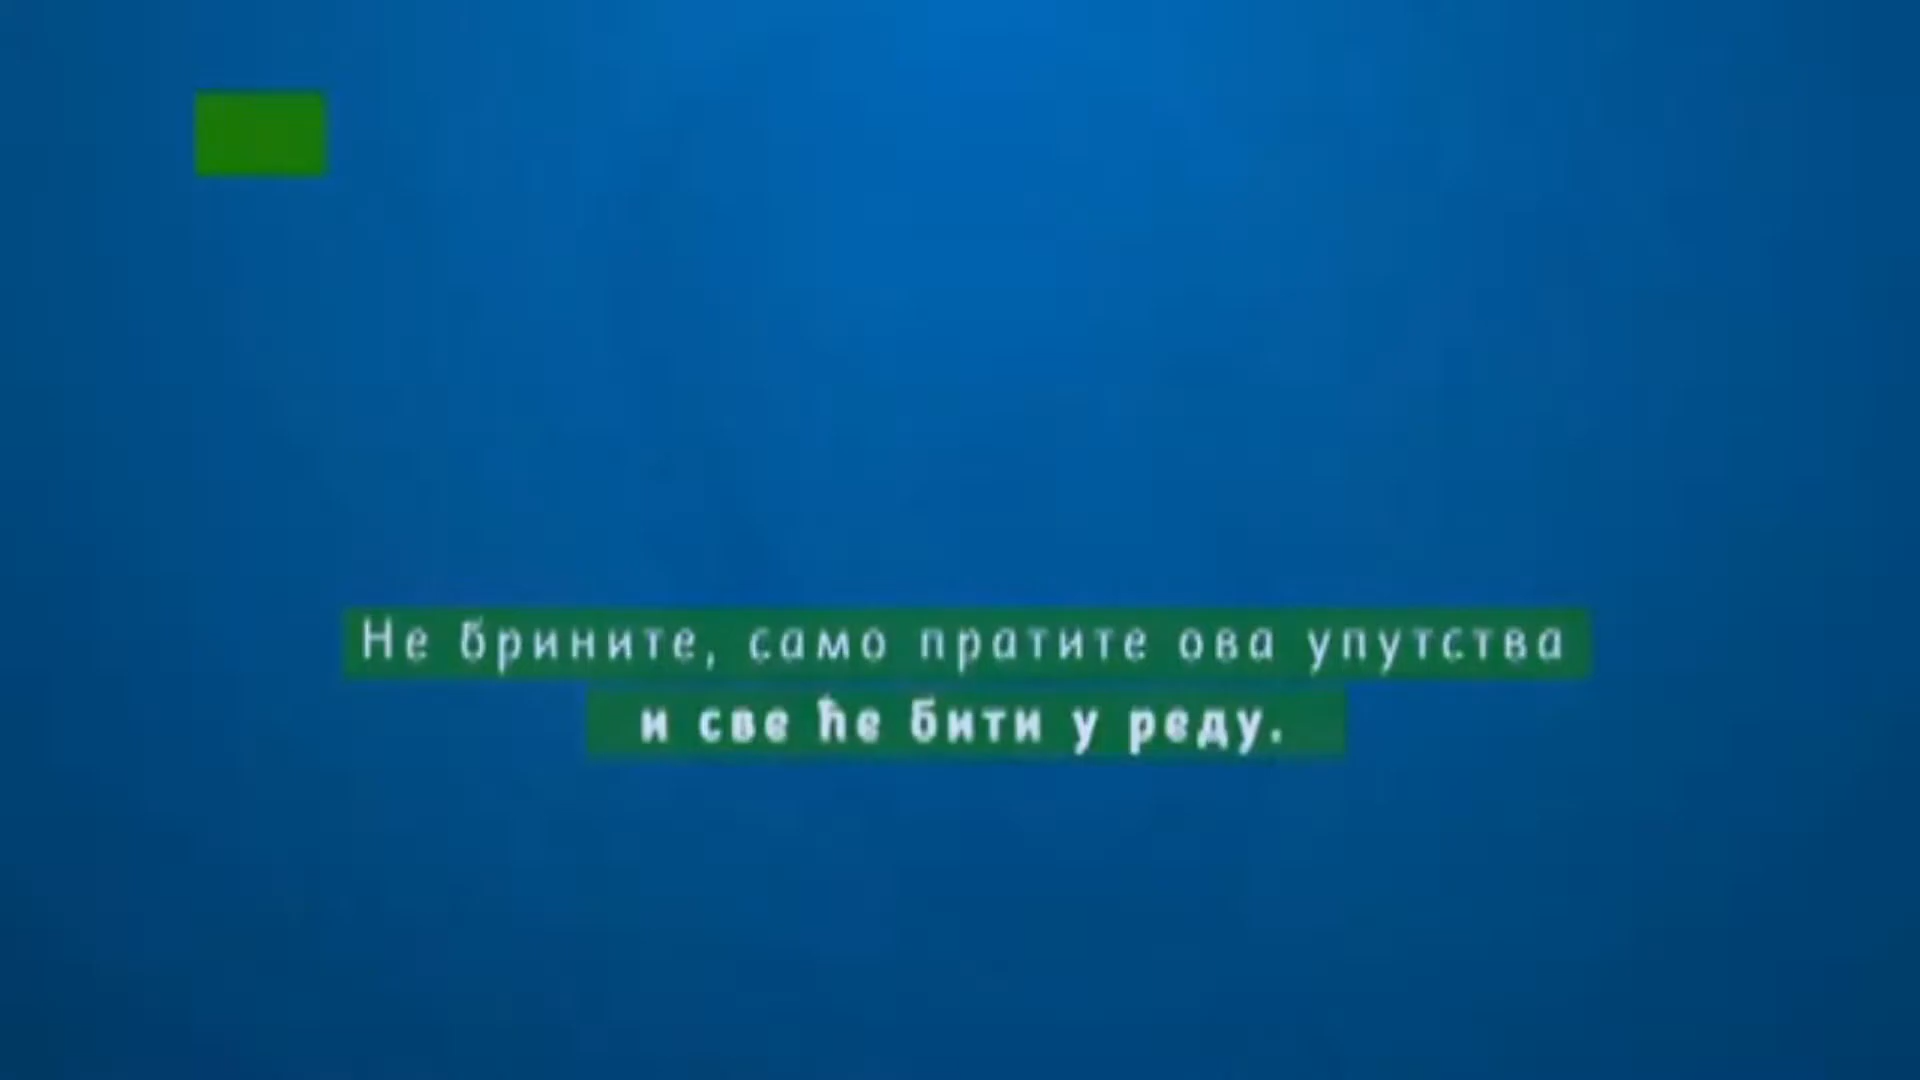 Не брините, само пратите ова упутства
и све ће бити у реду.